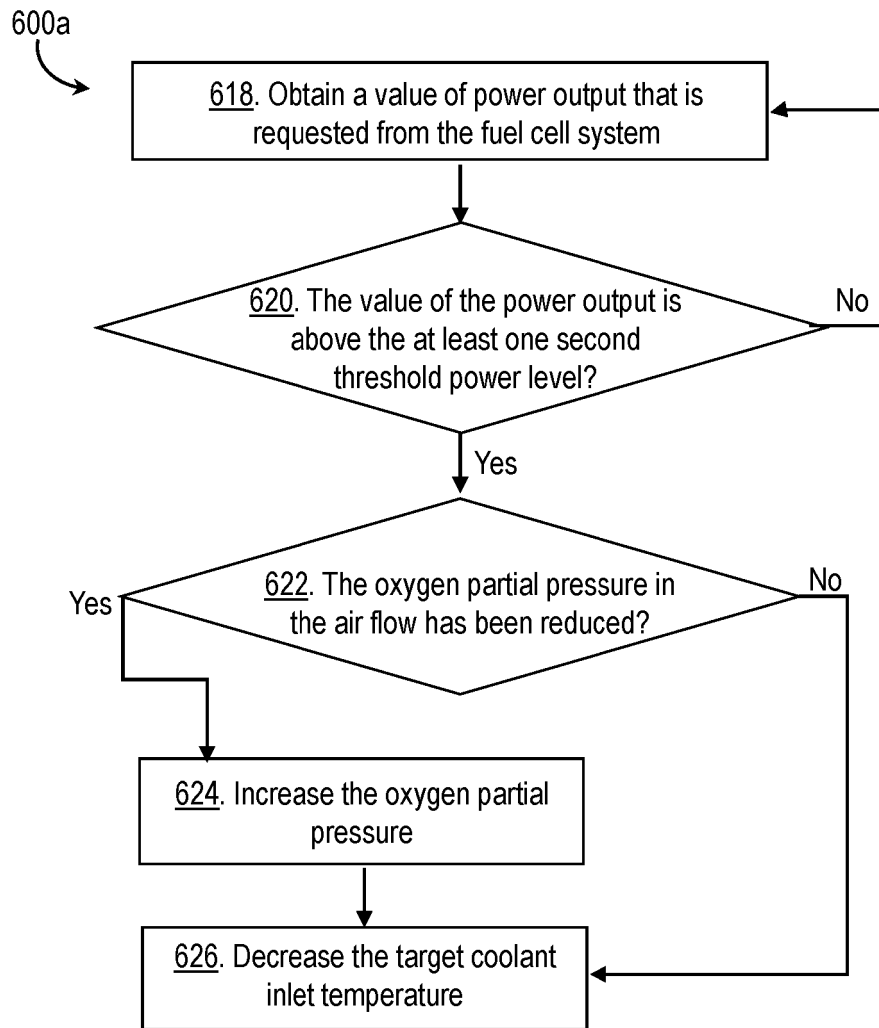 600a
618. Obtain a value of power output that is
requested from the fuel cell system
620. The value of the power output is
above the at least one second
threshold power level?
No
Yes
622. The oxygen partial pressure in
the air flow has been reduced?
Yes
No
624. Increase the oxygen partial
pressure
626. Decrease the target coolant
inlet temperature